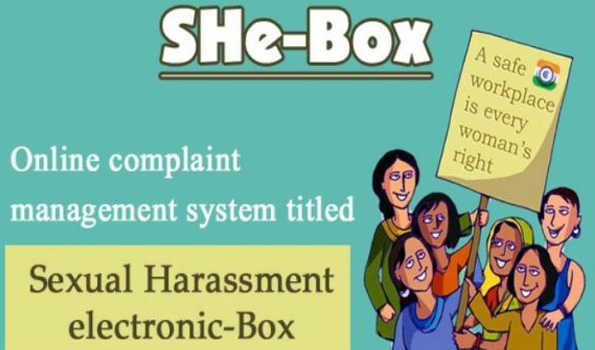 SHe-Box
A safe
workplace
is every
woman's
right
Online complaint
management system titled
Sexual Harassment
electronic-Box